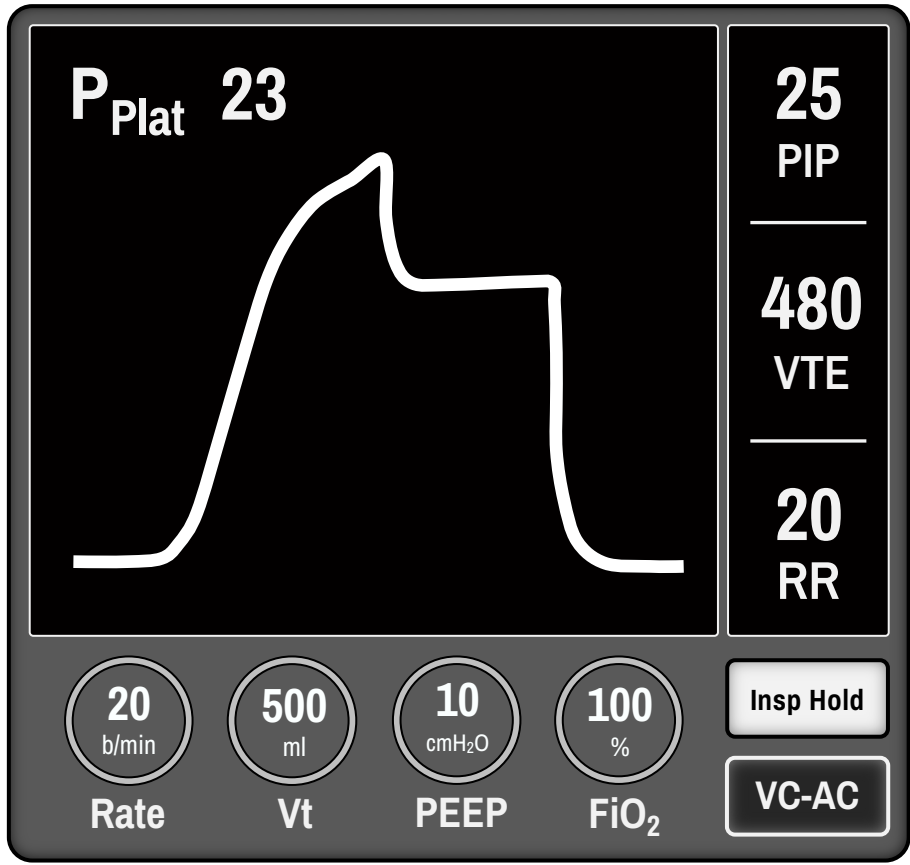 P Plat 23
25
PIP
480
VTE
20
RR
20
b/min
Rate
500
ml
Vt
10
cmH₂O
PEEP
100
%
FiO₂
Insp Hold
VC-AC